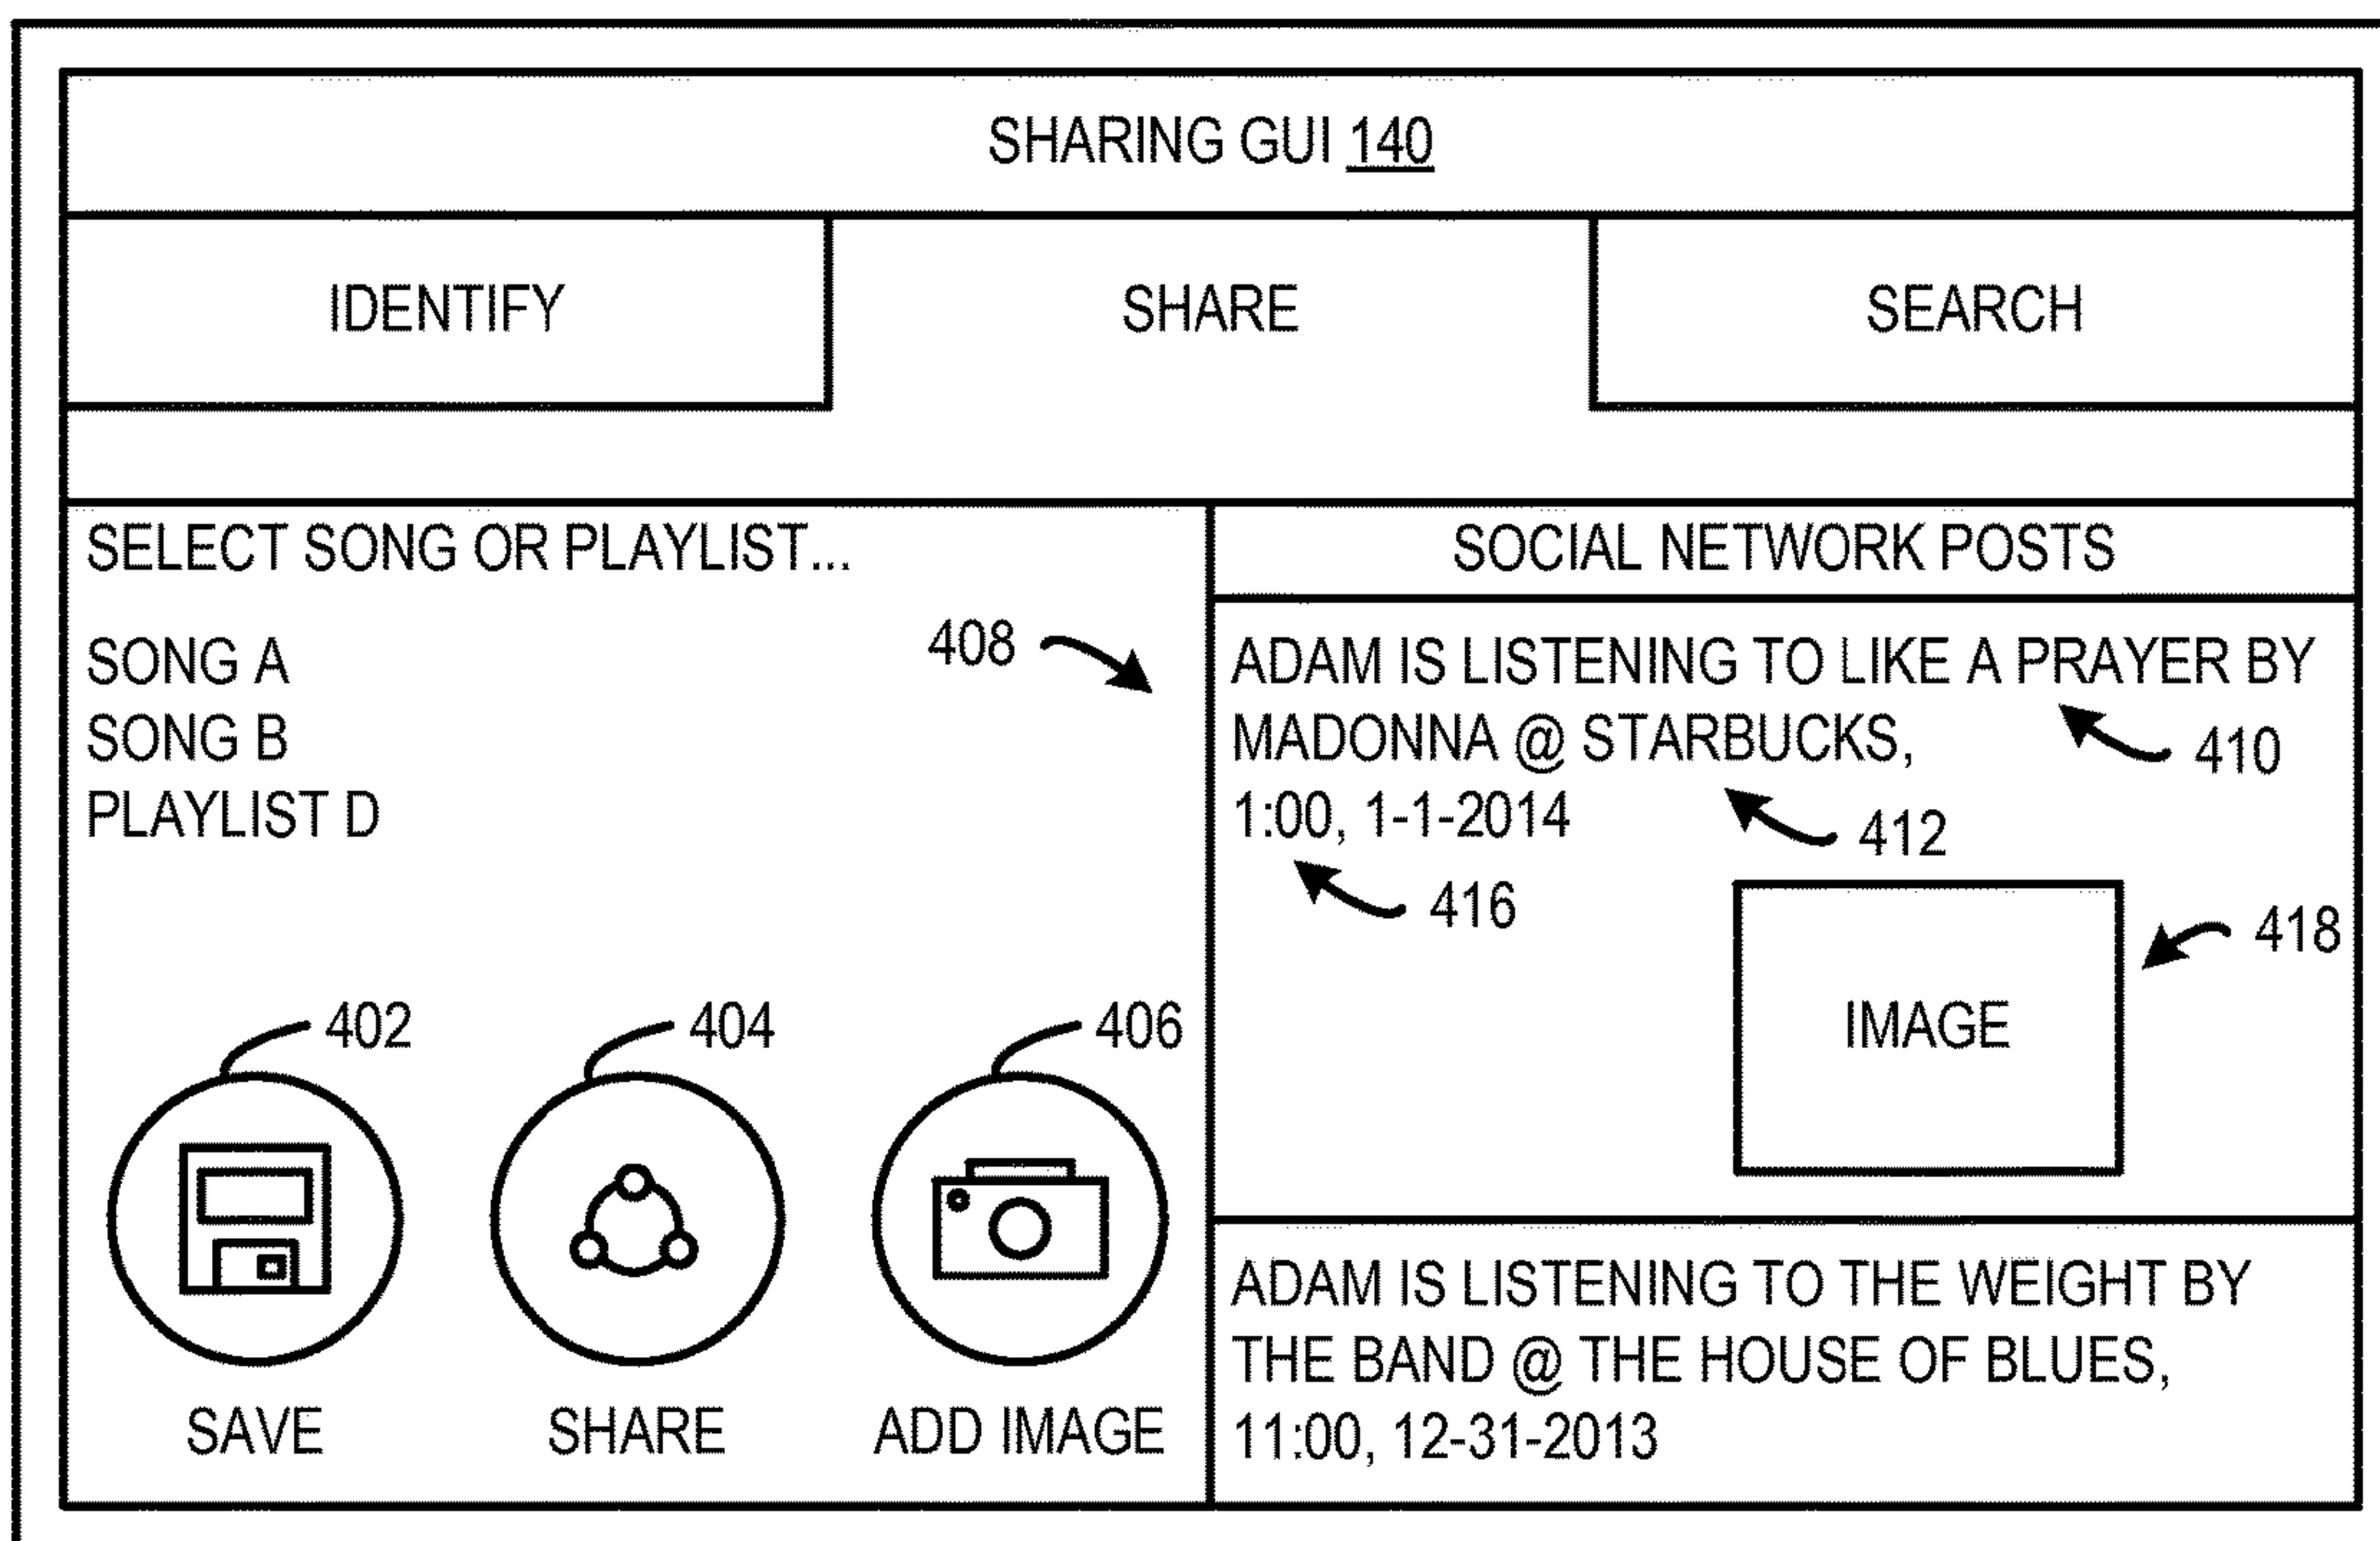 SHARING GUI 140
IDENTIFY
SHARE
SEARCH
SELECT SONG OR PLAYLIST...
SONG A
SONG B
PLAYLIST D
402
404
406
SAVE
SHARE
ADD IMAGE
408
SOCIAL NETWORK POSTS
ADAM IS LISTENING TO LIKE A PRAYER BY
MADONNA @ STARBUCKS,
1:00, 1-1-2014
410
412
416
418
IMAGE
ADAM IS LISTENING TO THE WEIGHT BY
THE BAND @ THE HOUSE OF BLUES,
11:00, 12-31-2013